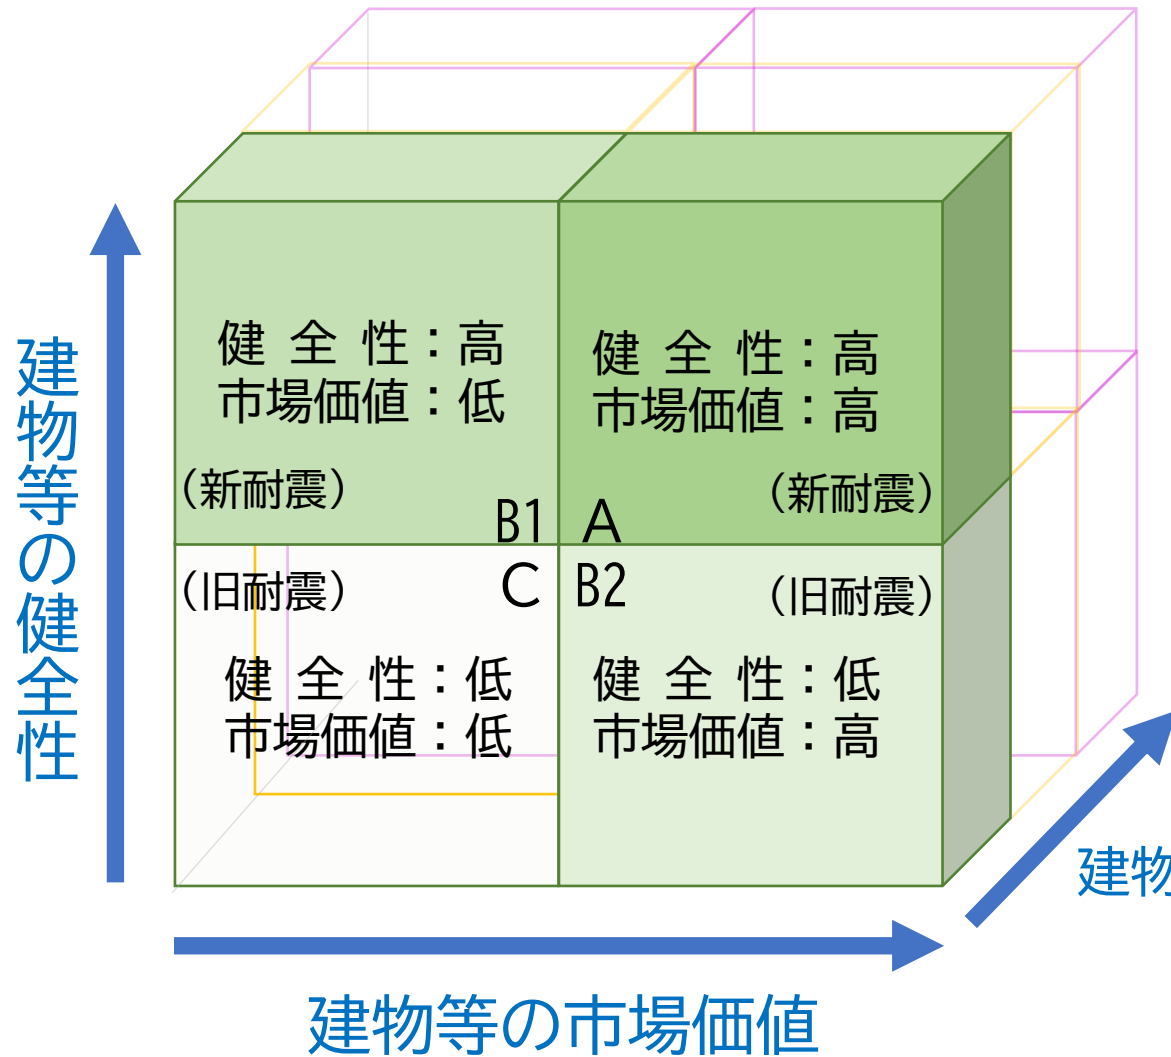 健全性：高
市場価値：低
（新耐震）
B1
健全性：高
市場価値：高
（新耐震）
A
（旧耐震）
C
健全性：低
市場価値：低
B2
（旧耐震）
健全性：低
市場価値：高
建物等の健全性
建物等の市場価値
建物